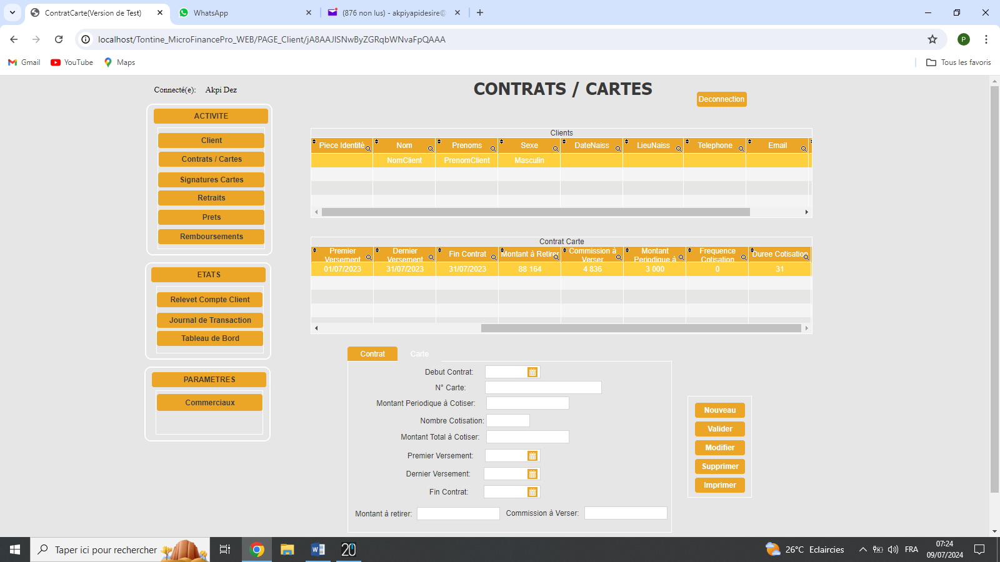 ContratCarte(Version de Test)
WhatsApp
(876 non lus) - akpiyapidesire@
localhost/Tontine_MicroFinancePro_WEB/PAGE_Client/jA8AAJISNwByZGRqbWNvaFpQAAA
P
Gmail
YouTube
Maps
Tous les favoris
Connecté(e): Akpi Dez
CONTRATS / CARTES
Deconnection
ACTIVITE
Client
Contrats / Cartes
Signatures Cartes
Retraits
Prets
Remboursements
ETATS
Relevet Compte Client
Journal de Transaction
Tableau de Bord
PARAMETRES
Commerciaux
Clients
Piece Identité Nom Prenoms Sexe DateNaiss LieuNaiss Telephone Email
NomClient PrenomClient Masculin
Contrat Carte
Premier Versement Dernier Versement Fin Contrat Montant à Retirer Commission à Verser Montant Periodique à Frequence Cotisation Duree Cotisation
01/07/2023 31/07/2023 31/07/2023 88 164 4 836 3 000 0 31
Contrat Carte
Debut Contrat:
N° Carte:
Montant Periodique à Cotiser:
Nombre Cotisation:
Montant Total à Cotiser:
Premier Versement:
Dernier Versement:
Fin Contrat:
Montant à retirer: Commission à Verser:
Nouveau
Valider
Modifier
Supprimer
Imprimer
Taper ici pour rechercher
20
26°C Eclaircies
FRA
07:24
09/07/2024